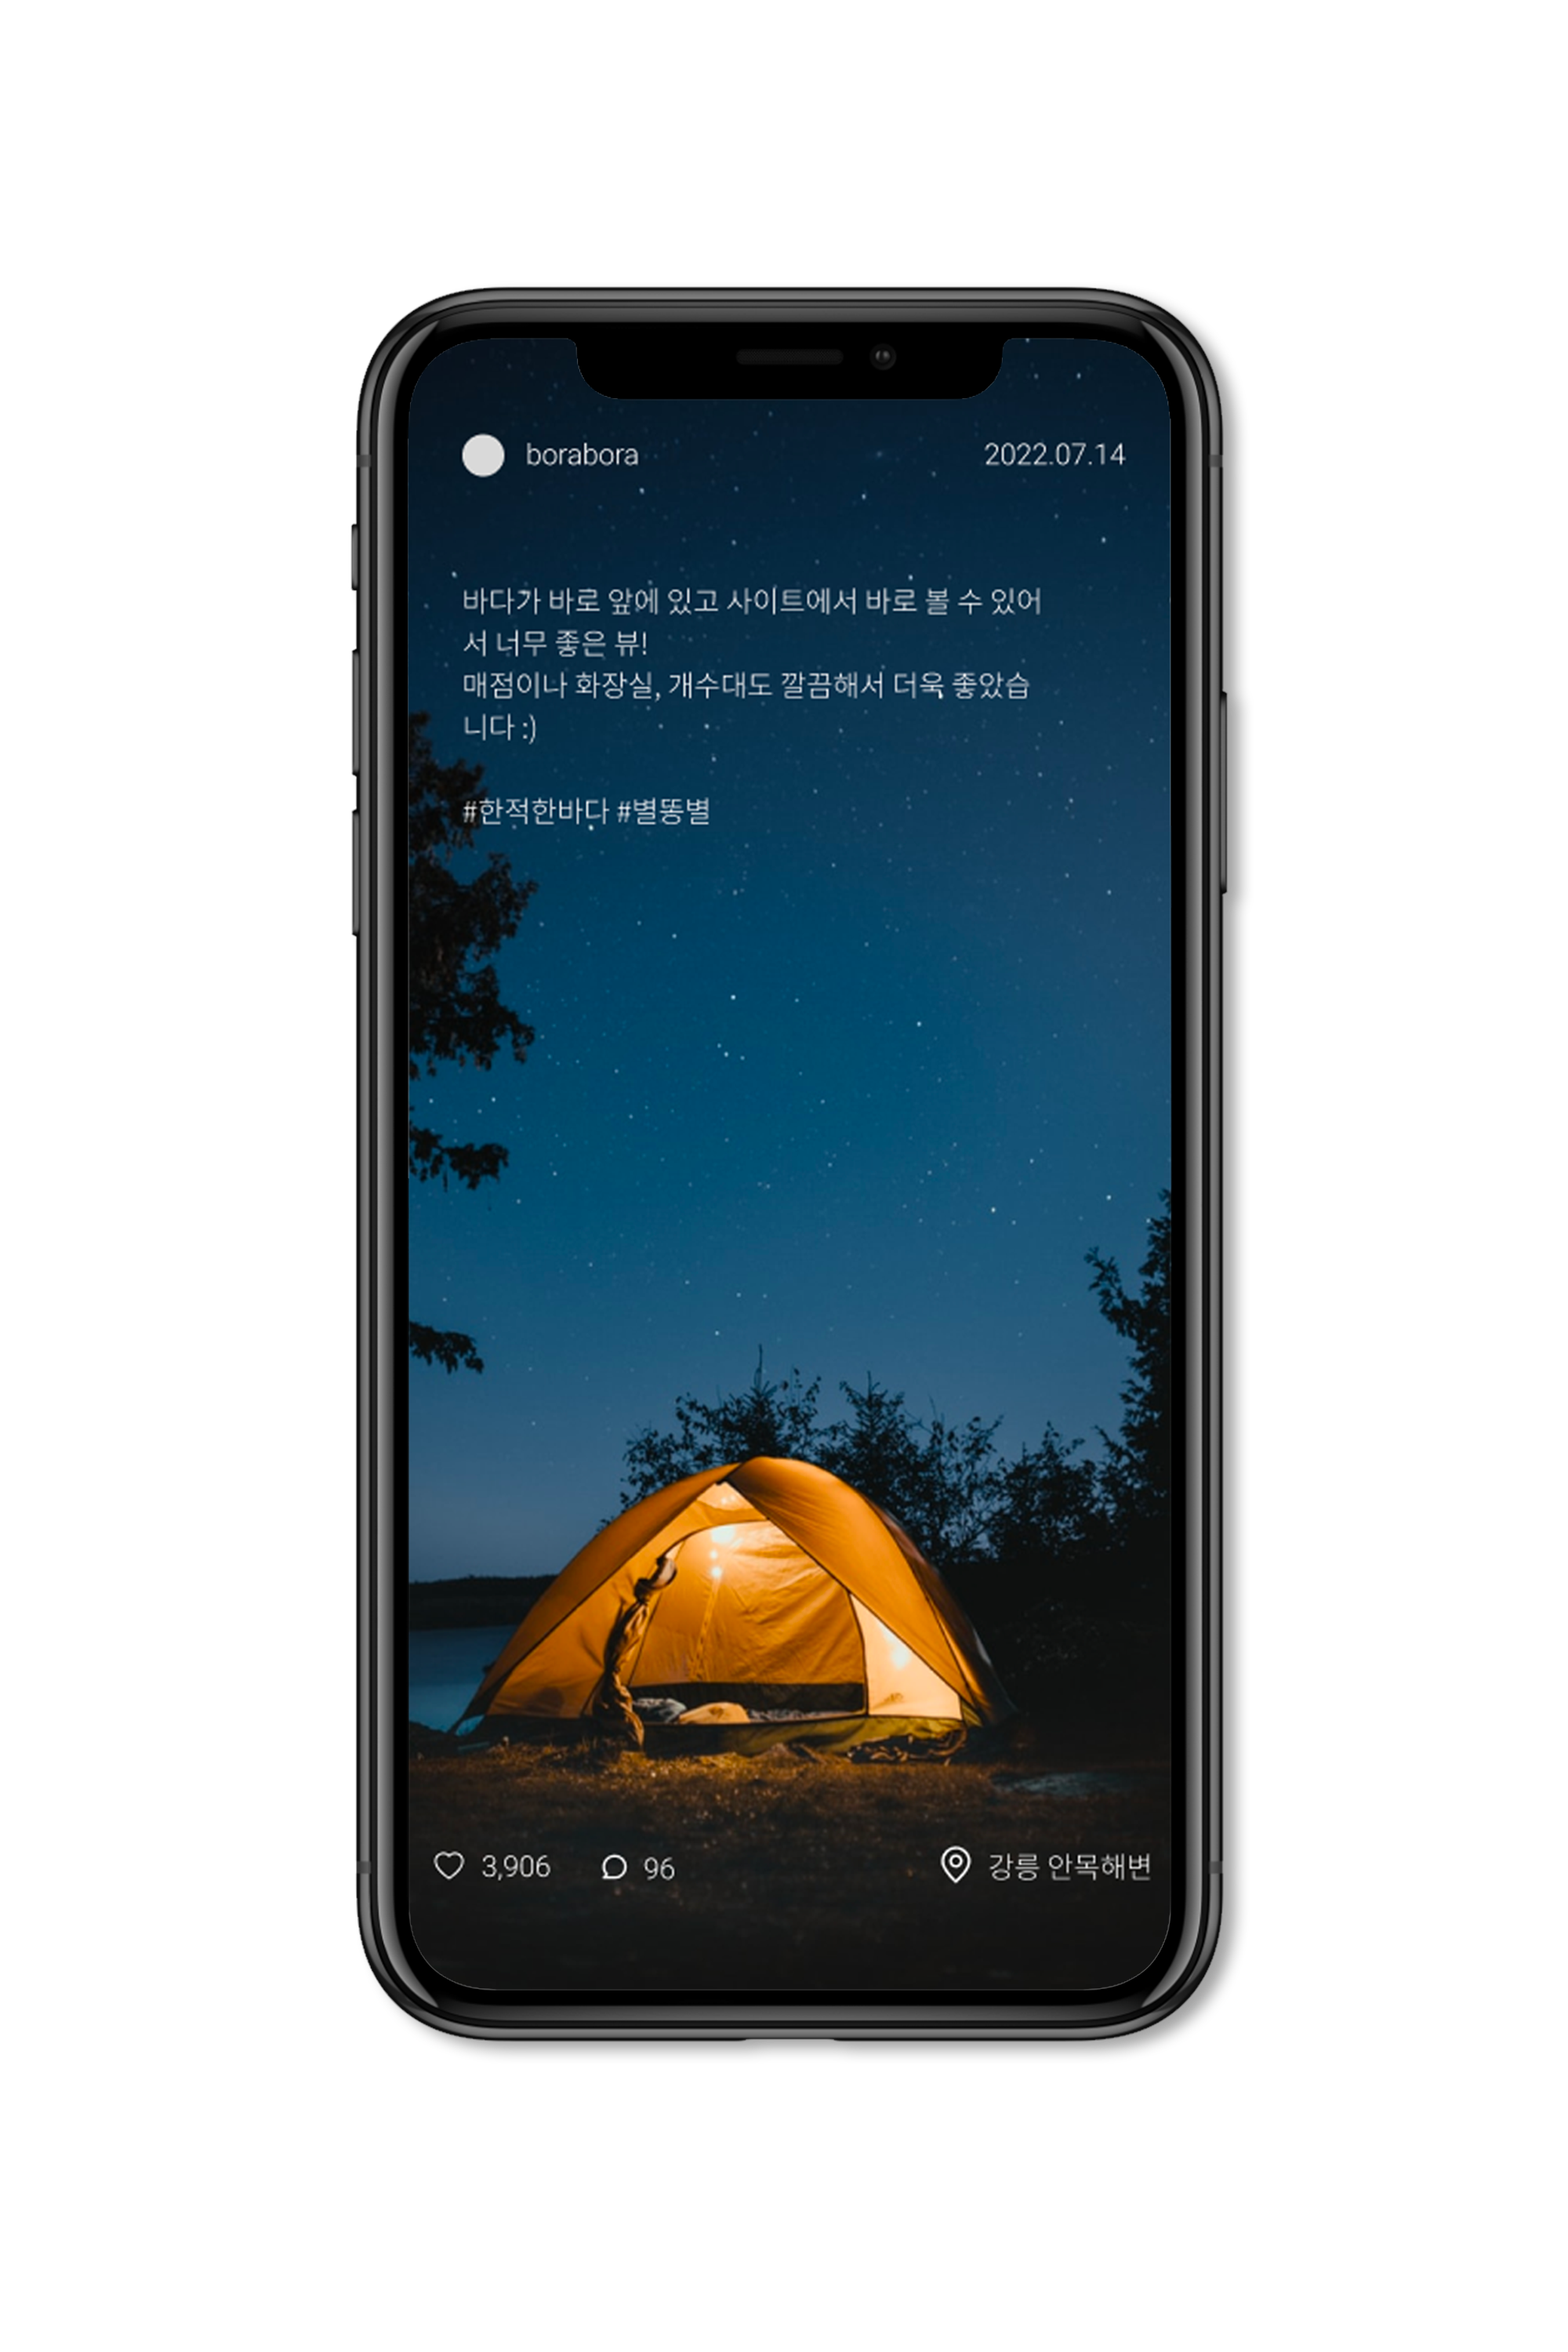 borabora 2022.07.14
바다가 바로 앞에 있고 사이트에서 바로 볼 수 있어
서 너무 좋은 뷰!
매점이나 화장실, 개수대도 깔끔해서 더욱 좋았습
니다 :)
#한적한바다 #별똥별
3,906 96 강릉 안목해변